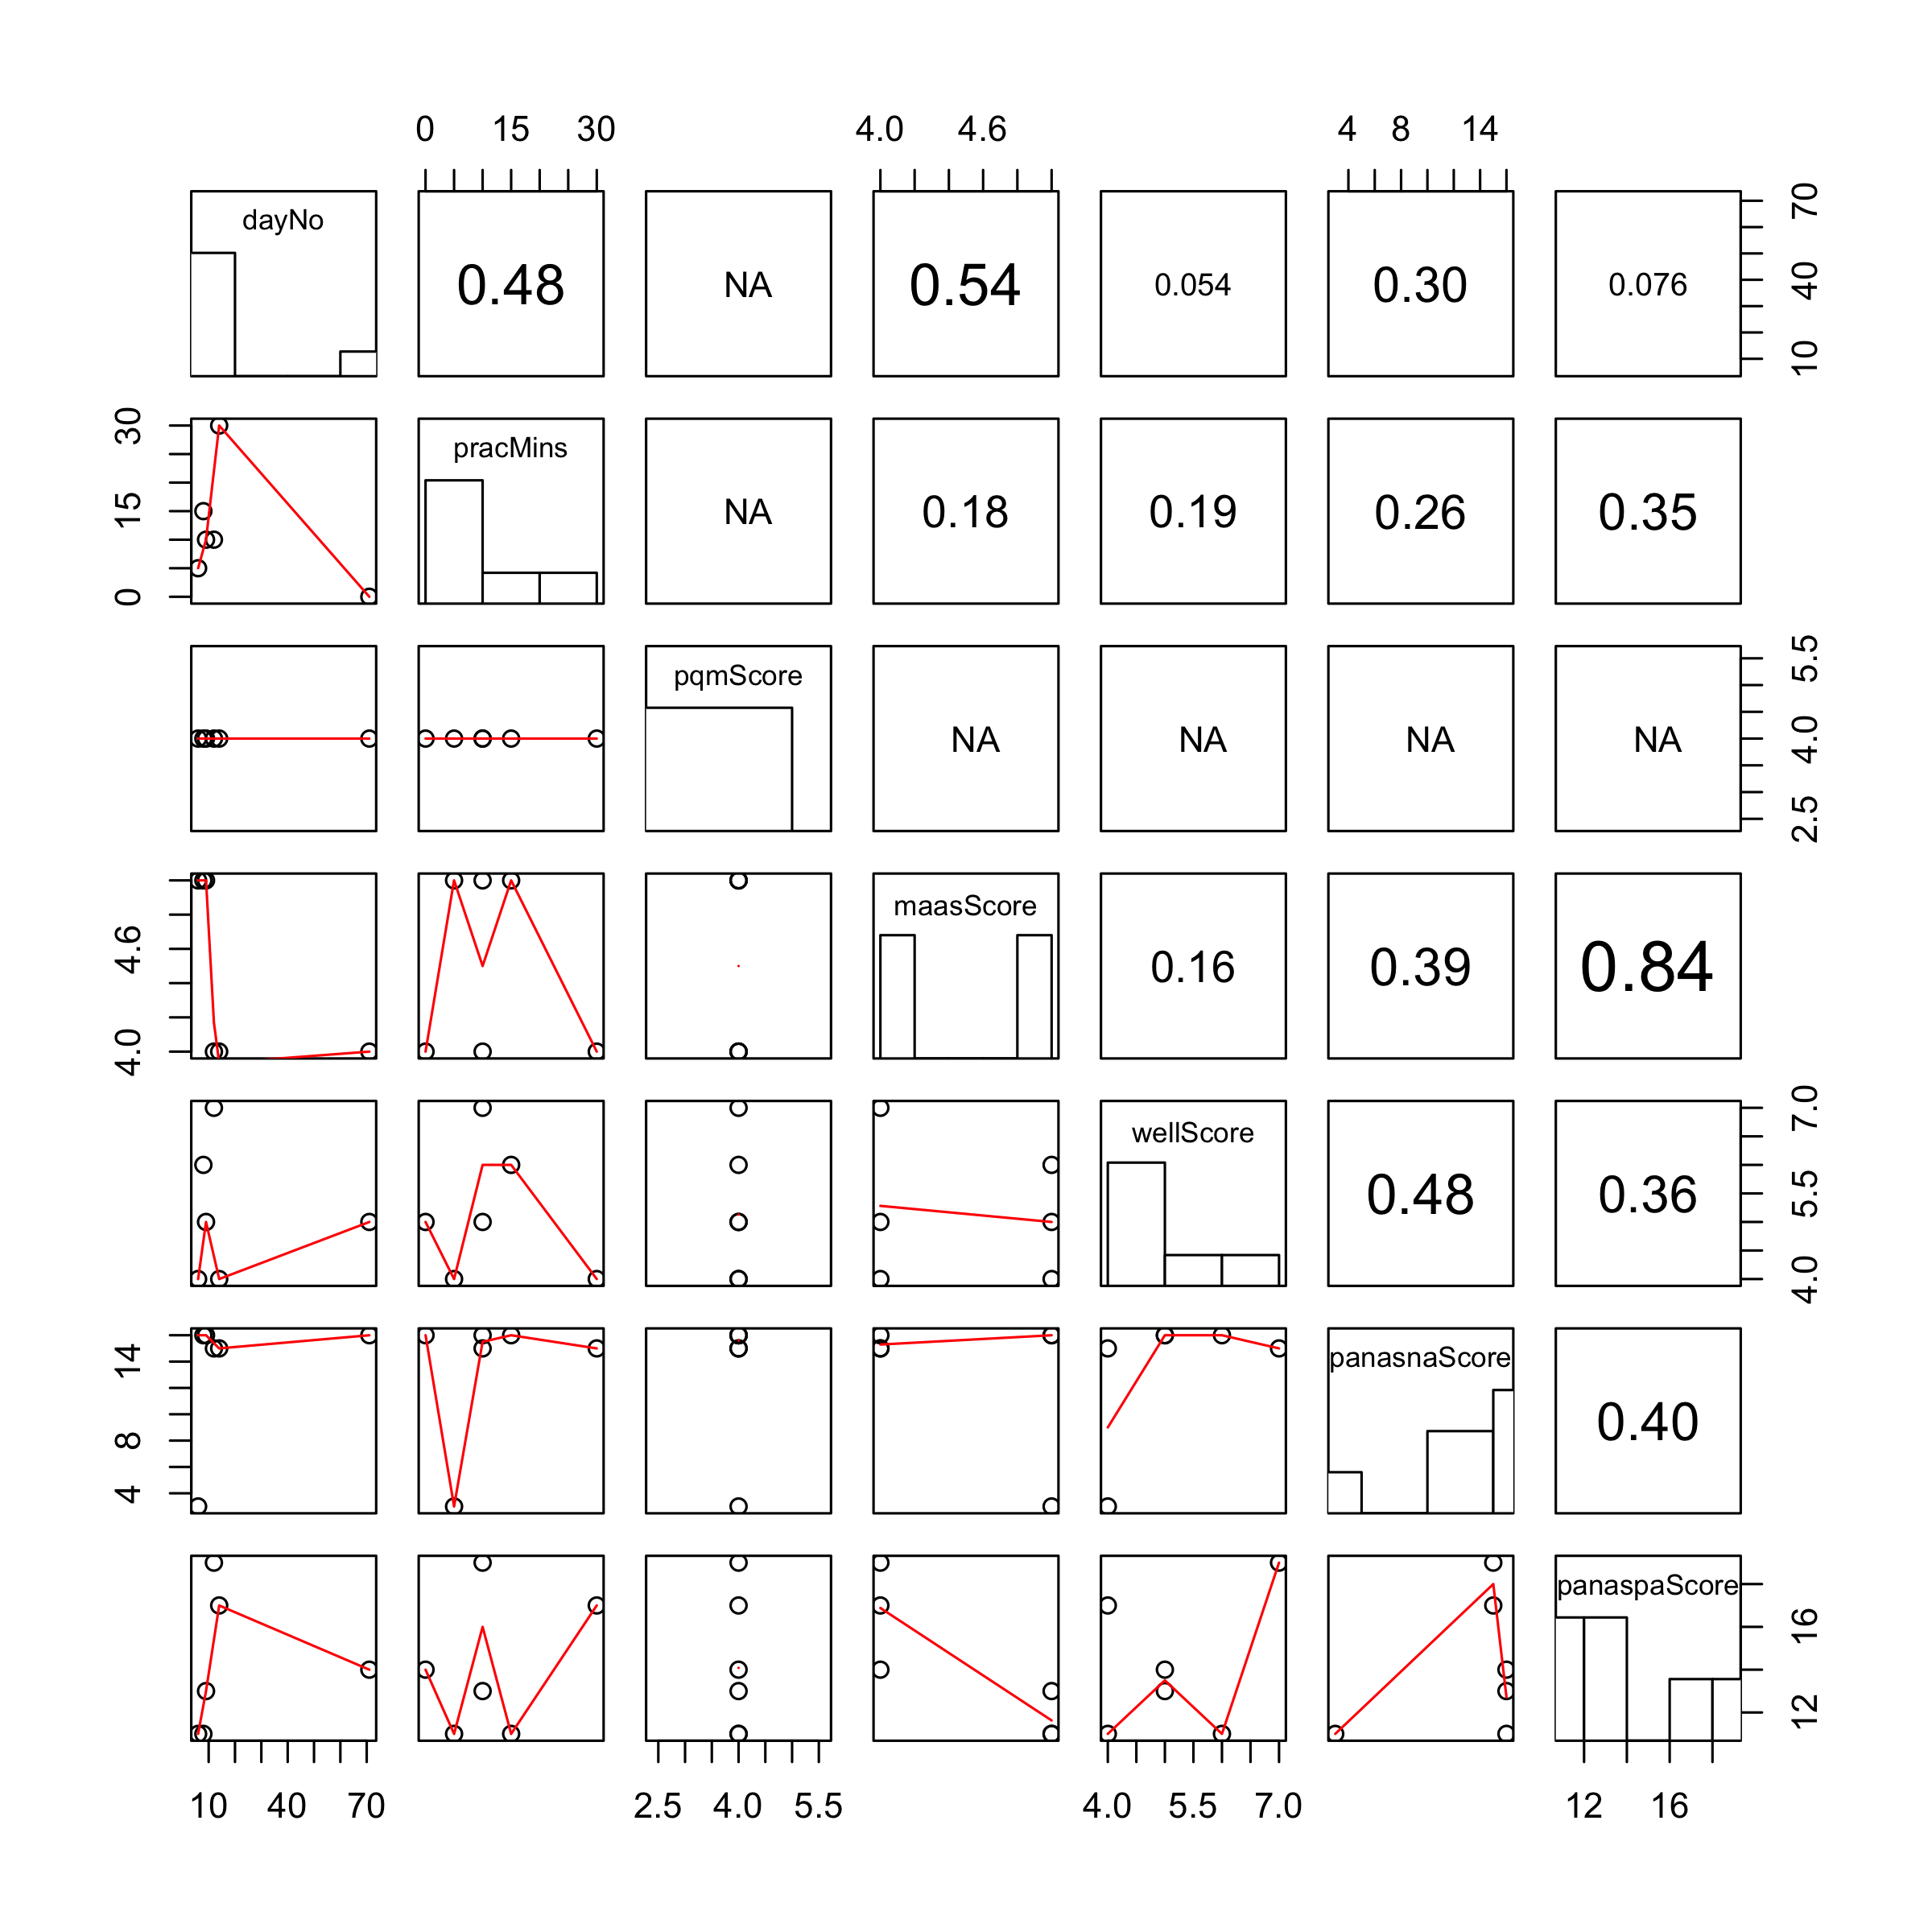 0 15 30 4.0 4.6 4 8 14
dayNo 0.48 NA 0.54 0.054 0.30 0.076 10 40 70
0 15 30 pracMins NA 0.18 0.19 0.26 0.35
pqmScore NA NA NA NA 2.5 4.0 5.5
4.0 4.6 maasScore 0.16 0.39 0.84
wellScore 0.48 0.36 4.0 5.5 7.0
4 8 14 panasnaScore 0.40
panaspaScore 12 16
10 40 70 2.5 4.0 5.5 4.0 5.5 7.0 12 16